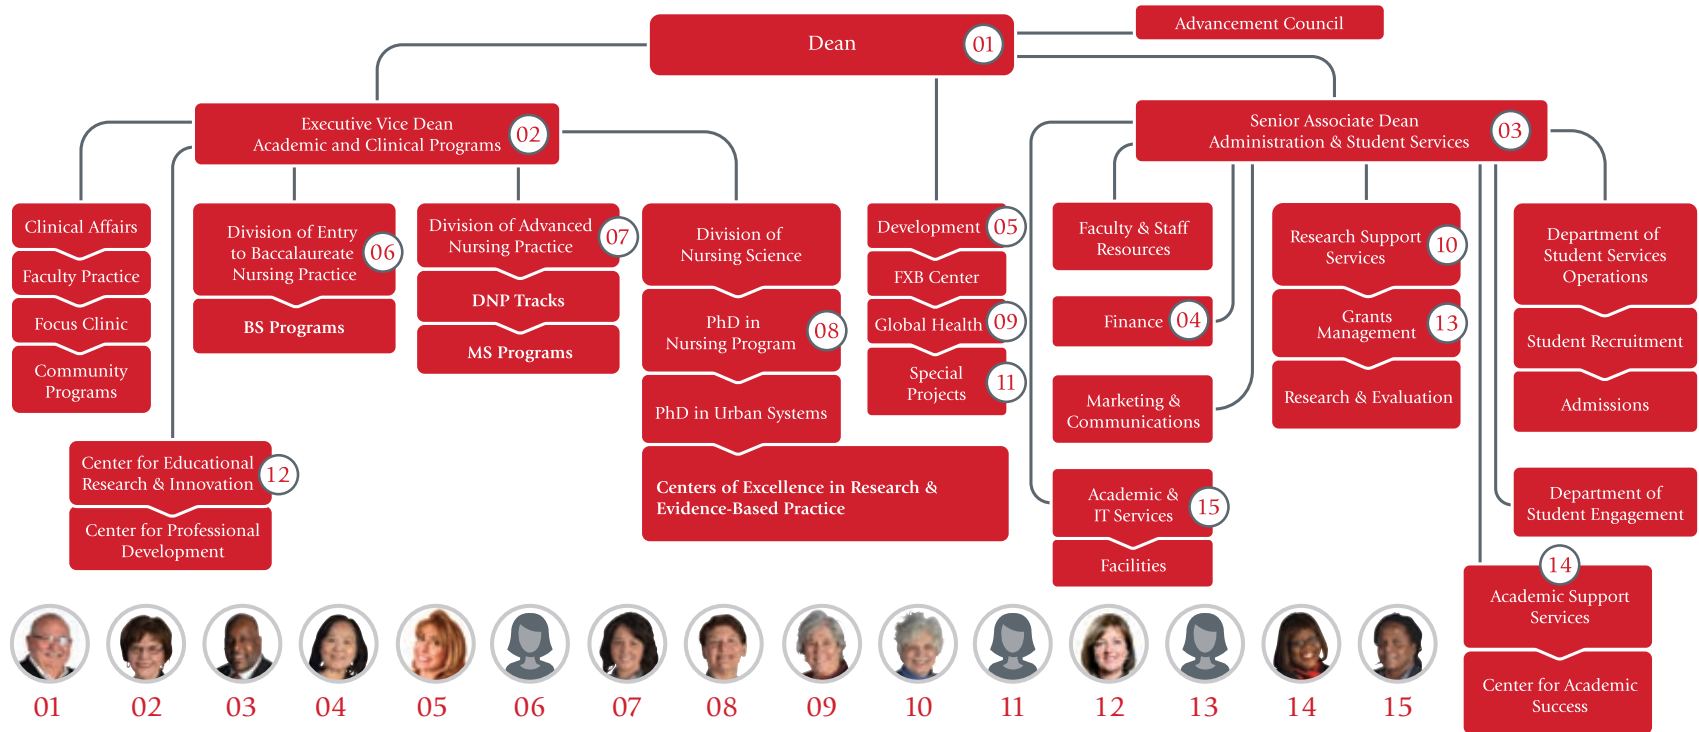 Dean
01
Advancement Council
Executive Vice Dean
Academic and Clinical Programs
02
Senior Associate Dean
Administration & Student Services
03
Clinical Affairs
Faculty Practice
Focus Clinic
Community
Programs
Division of Entry
to Baccalaureate
Nursing Practice
06
BS Programs
Division of Advanced
Nursing Practice
07
DNP Tracks
MS Programs
Division of
Nursing Science
PhD in
Nursing Program
08
PhD in Urban Systems
Centers of Excellence in Research &
Evidence-Based Practice
Development
05
FXB Center
Global Health
09
Special
Projects
11
Faculty & Staff
Resources
Finance
04
Marketing &
Communications
Academic &
IT Services
15
Facilities
Research Support
Services
10
Grants
Management
13
Research & Evaluation
Department of
Student Services
Operations
Student Recruitment
Admissions
Department of
Student Engagement
Center for Educational
Research & Innovation
12
Center for Professional
Development
14
Academic Support
Services
Center for Academic
Success
01
02
03
04
05
06
07
08
09
10
11
12
13
14
15